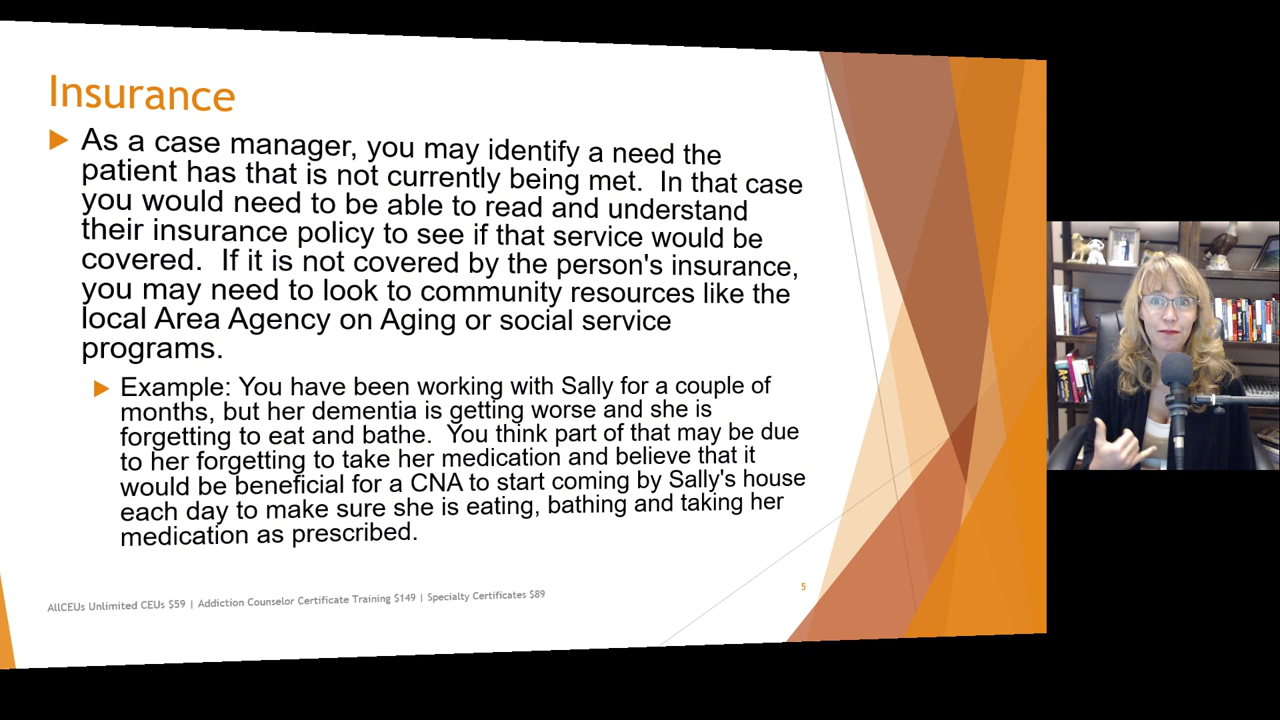 Insurance
As a case manager, you may identify a need the
patient has that is not currently being met.  In that case
you would need to be able to read and understand
their insurance policy to see if that service would be
covered.  If it is not covered by the person's insurance,
you may need to look to community resources like the
local Area Agency on Aging or social service
programs.
Example: You have been working with Sally for a couple of
months, but her dementia is getting worse and she is
forgetting to eat and bathe.  You think part of that may be due
to her forgetting to take her medication and believe that it
would be beneficial for a CNA to start coming by Sally's house
each day to make sure she is eating, bathing and taking her
medication as prescribed.
AllCEUs Unlimited CEUs $59 | Addiction Counselor Certificate Training $149 | Specialty Certificates $89
5